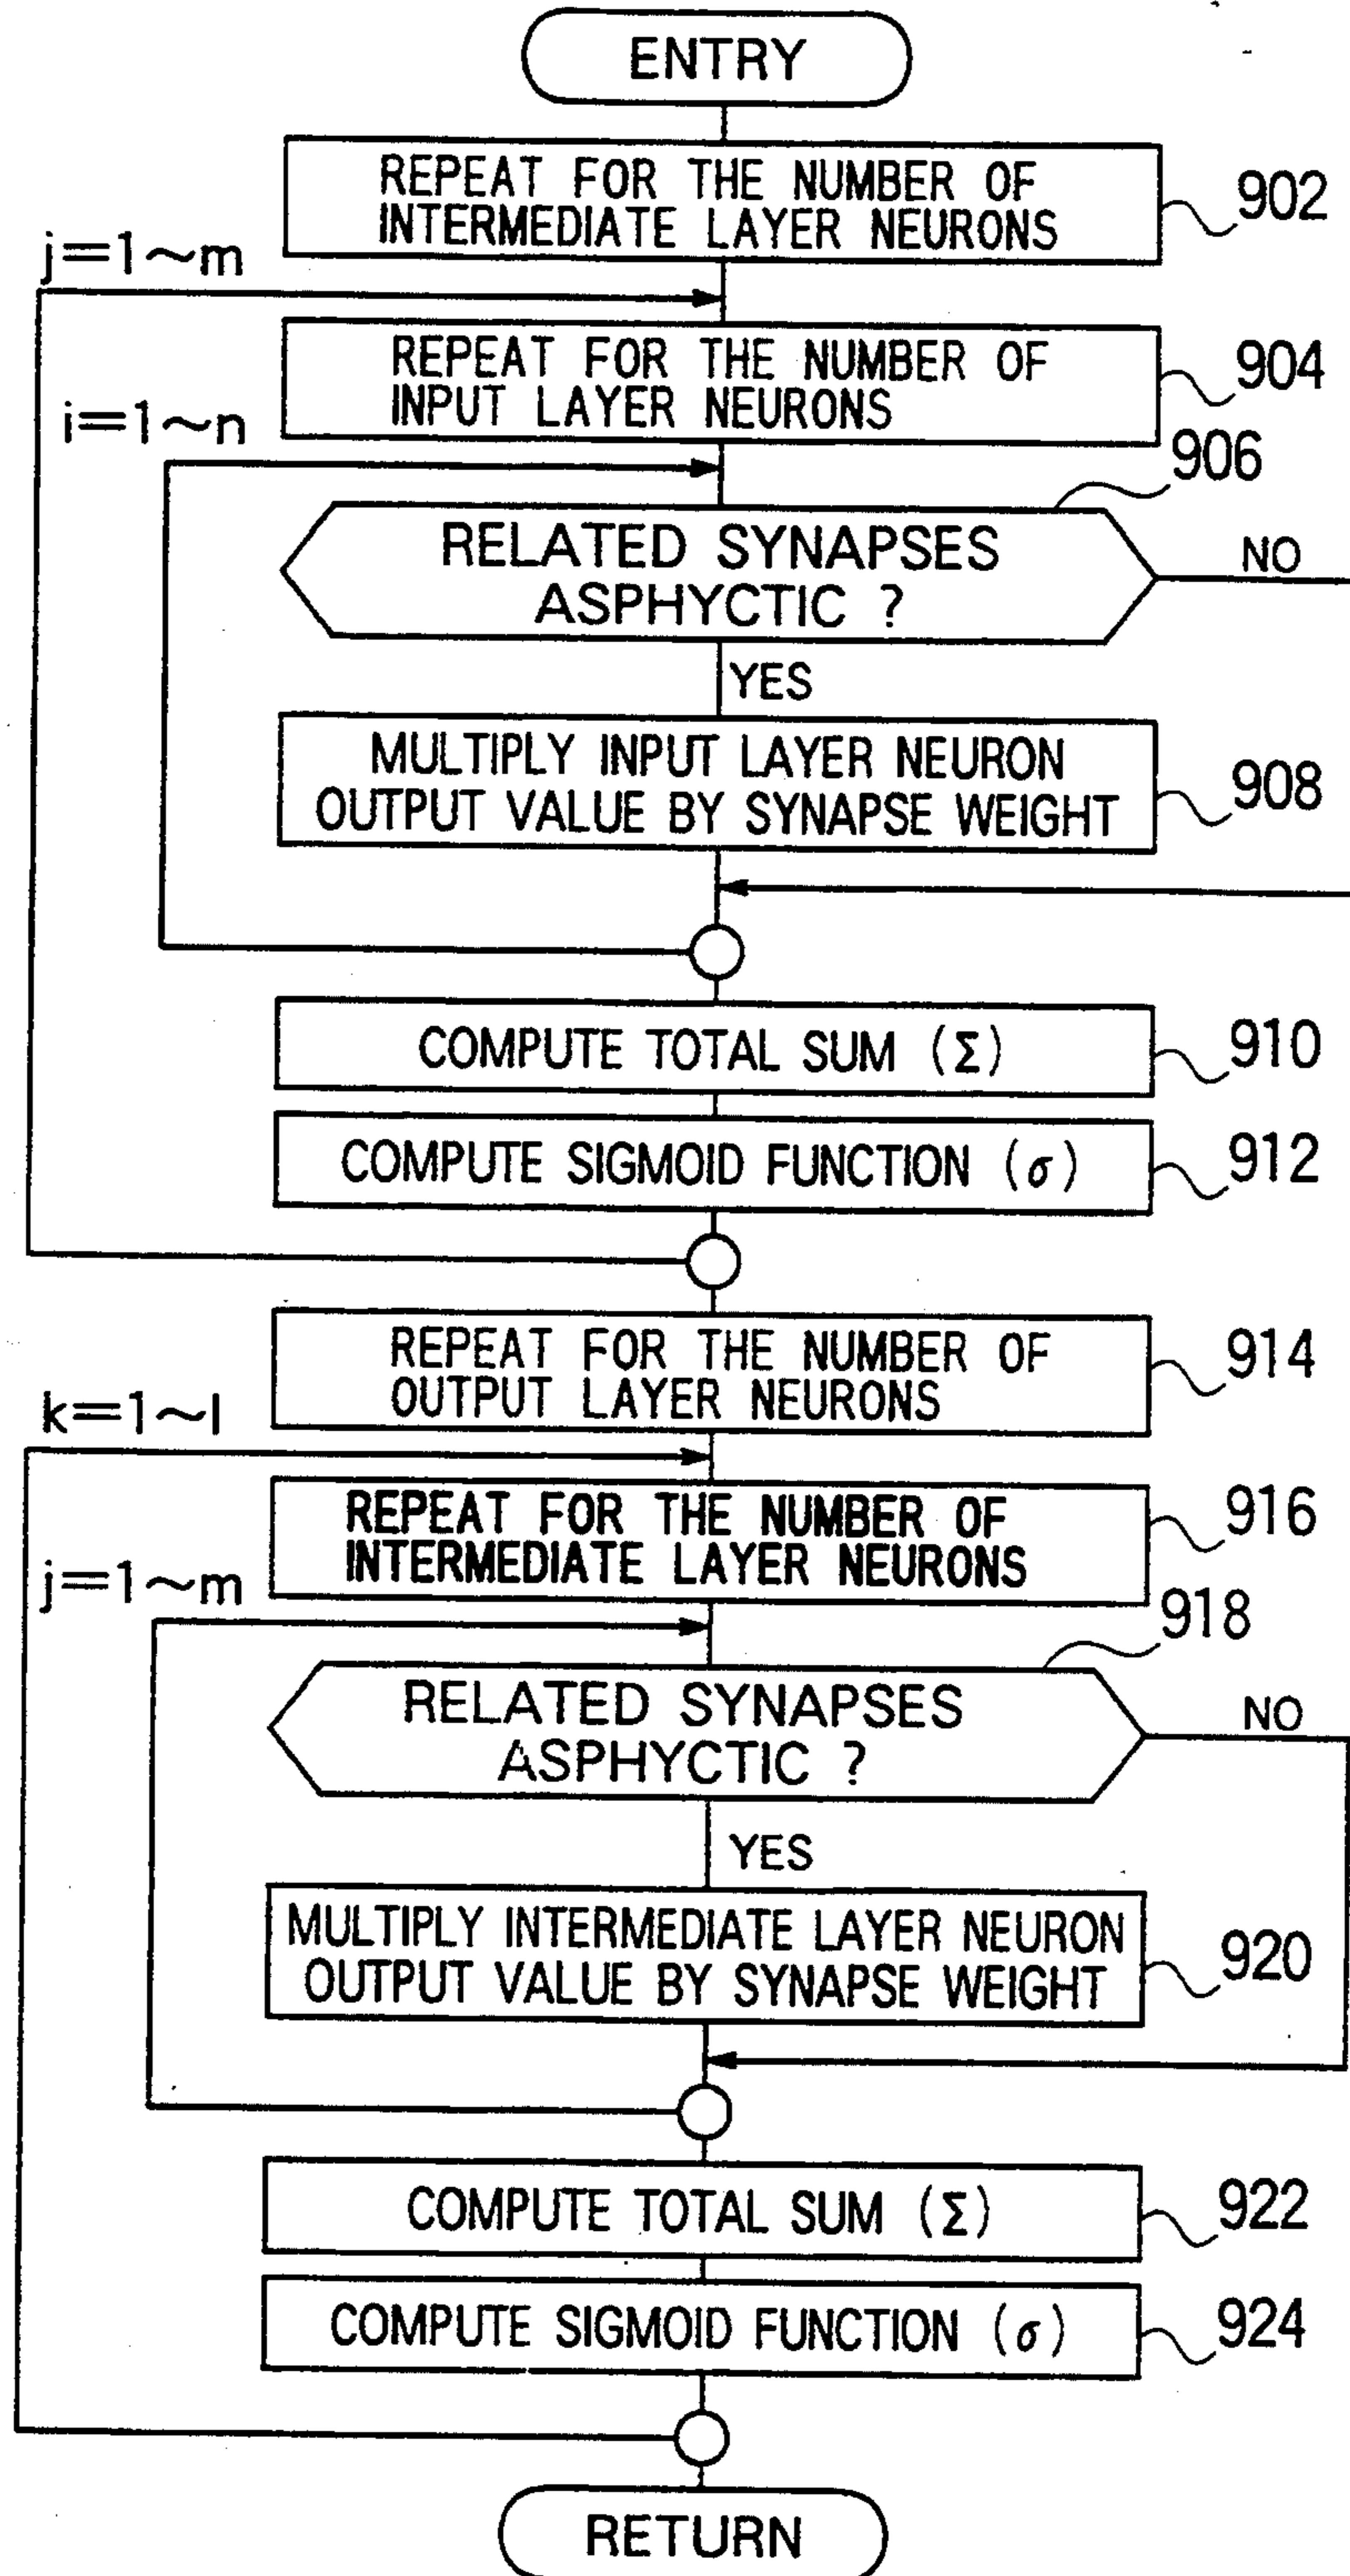 ENTRY
REPEAT FOR THE NUMBER OF
INTERMEDIATE LAYER NEURONS
902
j=1~m
REPEAT FOR THE NUMBER OF
INPUT LAYER NEURONS
904
i=1~n
906
RELATED SYNAPSES
ASPHYCTIC ?
NO
YES
MULTIPLY INPUT LAYER NEURON
OUTPUT VALUE BY SYNAPSE WEIGHT
908
COMPUTE TOTAL SUM (Σ)
910
COMPUTE SIGMOID FUNCTION (σ)
912
REPEAT FOR THE NUMBER OF
OUTPUT LAYER NEURONS
914
k=1~l
REPEAT FOR THE NUMBER OF
INTERMEDIATE LAYER NEURONS
916
j=1~m
918
RELATED SYNAPSES
ASPHYCTIC ?
NO
YES
MULTIPLY INTERMEDIATE LAYER NEURON
OUTPUT VALUE BY SYNAPSE WEIGHT
920
COMPUTE TOTAL SUM (Σ)
922
COMPUTE SIGMOID FUNCTION (σ)
924
RETURN